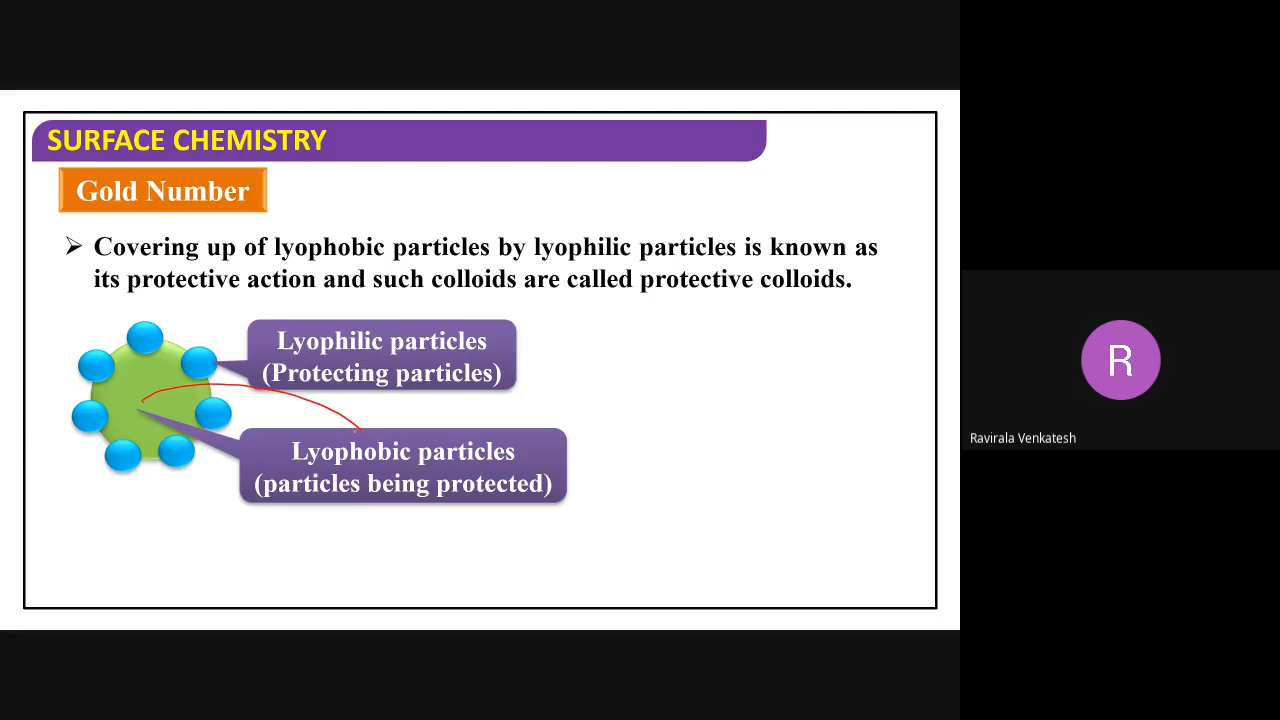 SURFACE CHEMISTRY
Gold Number
➢ Covering up of lyophobic particles by lyophilic particles is known as
its protective action and such colloids are called protective colloids.
Lyophilic particles
(Protecting particles)
Lyophobic particles
(particles being protected)
R
Ravirala Venkatesh